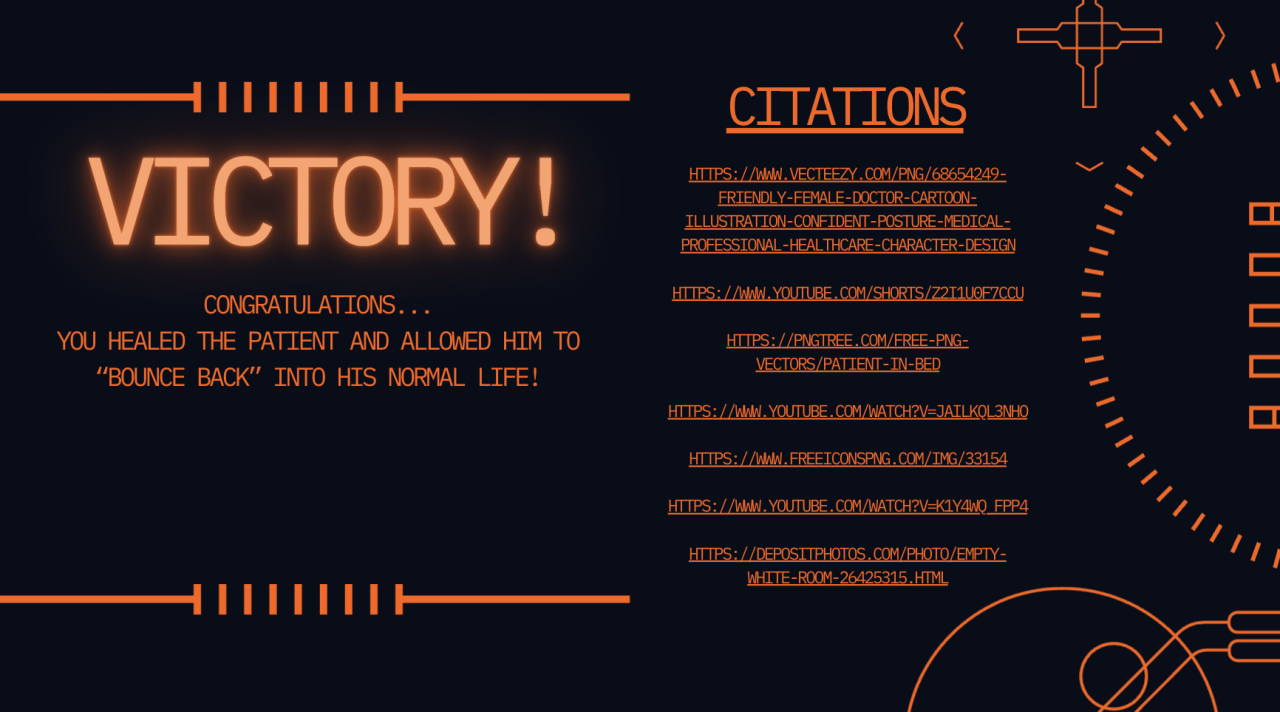 VICTORY!
CONGRATULATIONS...
YOU HEALED THE PATIENT AND ALLOWED HIM TO
“BOUNCE BACK” INTO HIS NORMAL LIFE!
CITATIONS
HTTPS://WWW.VECTEEZY.COM/PNG/68654249-
FRIENDLY-FEMALE-DOCTOR-CARTOON-
ILLUSTRATION-CONFIDENT-POSTURE-MEDICAL-
PROFESSIONAL-HEALTHCARE-CHARACTER-DESIGN
HTTPS://WWW.YOUTUBE.COM/SHORTS/Z2I1U0F7CCU
HTTPS://PNGTREE.COM/FREE-PNG-
VECTORS/PATIENT-IN-BED
HTTPS://WWW.YOUTUBE.COM/WATCH?V=JAILKQL3NHO
HTTPS://WWW.FREEICONSPNG.COM/IMG/33154
HTTPS://WWW.YOUTUBE.COM/WATCH?V=K1Y4WQ_FPP4
HTTPS://DEPOSITPHOTOS.COM/PHOTO/EMPTY-
WHITE-ROOM-26425315.HTML